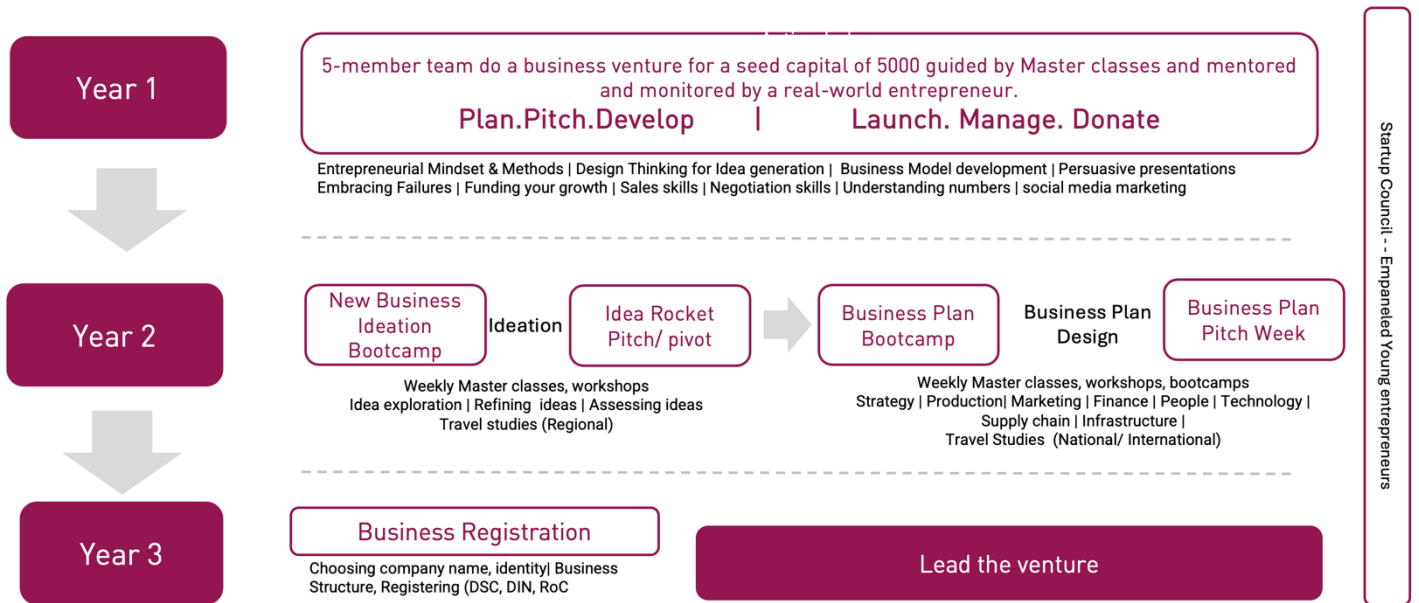 Year 1
5-member team do a business venture for a seed capital of 5000 guided by Master classes and mentored
and monitored by a real-world entrepreneur.
Plan.Pitch.Develop | Launch. Manage. Donate
Entrepreneurial Mindset & Methods | Design Thinking for Idea generation | Business Model development | Persuasive presentations
Embracing Failures | Funding your growth | Sales skills | Negotiation skills | Understanding numbers | social media marketing
Year 2
New Business
Ideation
Bootcamp
Ideation
Idea Rocket
Pitch/ pivot
Weekly Master classes, workshops
Idea exploration | Refining ideas | Assessing ideas
Travel studies (Regional)
Business Plan
Bootcamp
Business Plan
Design
Business Plan
Pitch Week
Weekly Master classes, workshops, bootcamps
Strategy | Production| Marketing | Finance | People | Technology |
Supply chain | Infrastructure |
Travel Studies (National/ International)
Year 3
Business Registration
Choosing company name, identity| Business
Structure, Registering (DSC, DIN, RoC
Lead the venture
Startup Council - - Empaneled Young entrepreneurs